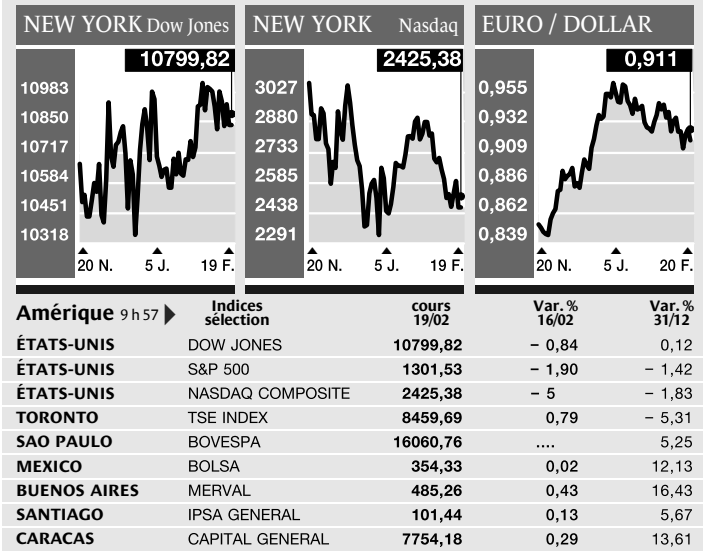 NEW YORK Dow Jones
10799,82
10983
10850
10717
10584
10451
10318
20 N. 5 J. 19 F.
NEW YORK Nasdaq
2425,38
3027
2880
2733
2585
2438
2291
20 N. 5 J. 19 F.
EURO / DOLLAR
0,911
0,955
0,932
0,909
0,886
0,862
0,839
20 N. 5 J. 20 F.
Amérique 9 h 57 Indices sélection cours 19/02 Var. % 16/02 Var. % 31/12
ÉTATS-UNIS DOW JONES 10799,82 – 0,84 0,12
ÉTATS-UNIS S&P 500 1301,53 – 1,90 – 1,42
ÉTATS-UNIS NASDAQ COMPOSITE 2425,38 – 5 – 1,83
TORONTO TSE INDEX 8459,69 0,79 – 5,31
SAO PAULO BOVESPA 16060,76 .... 5,25
MEXICO BOLSA 354,33 0,02 12,13
BUENOS AIRES MERVAL 485,26 0,43 16,43
SANTIAGO IPSA GENERAL 101,44 0,13 5,67
CARACAS CAPITAL GENERAL 7754,18 0,29 13,61